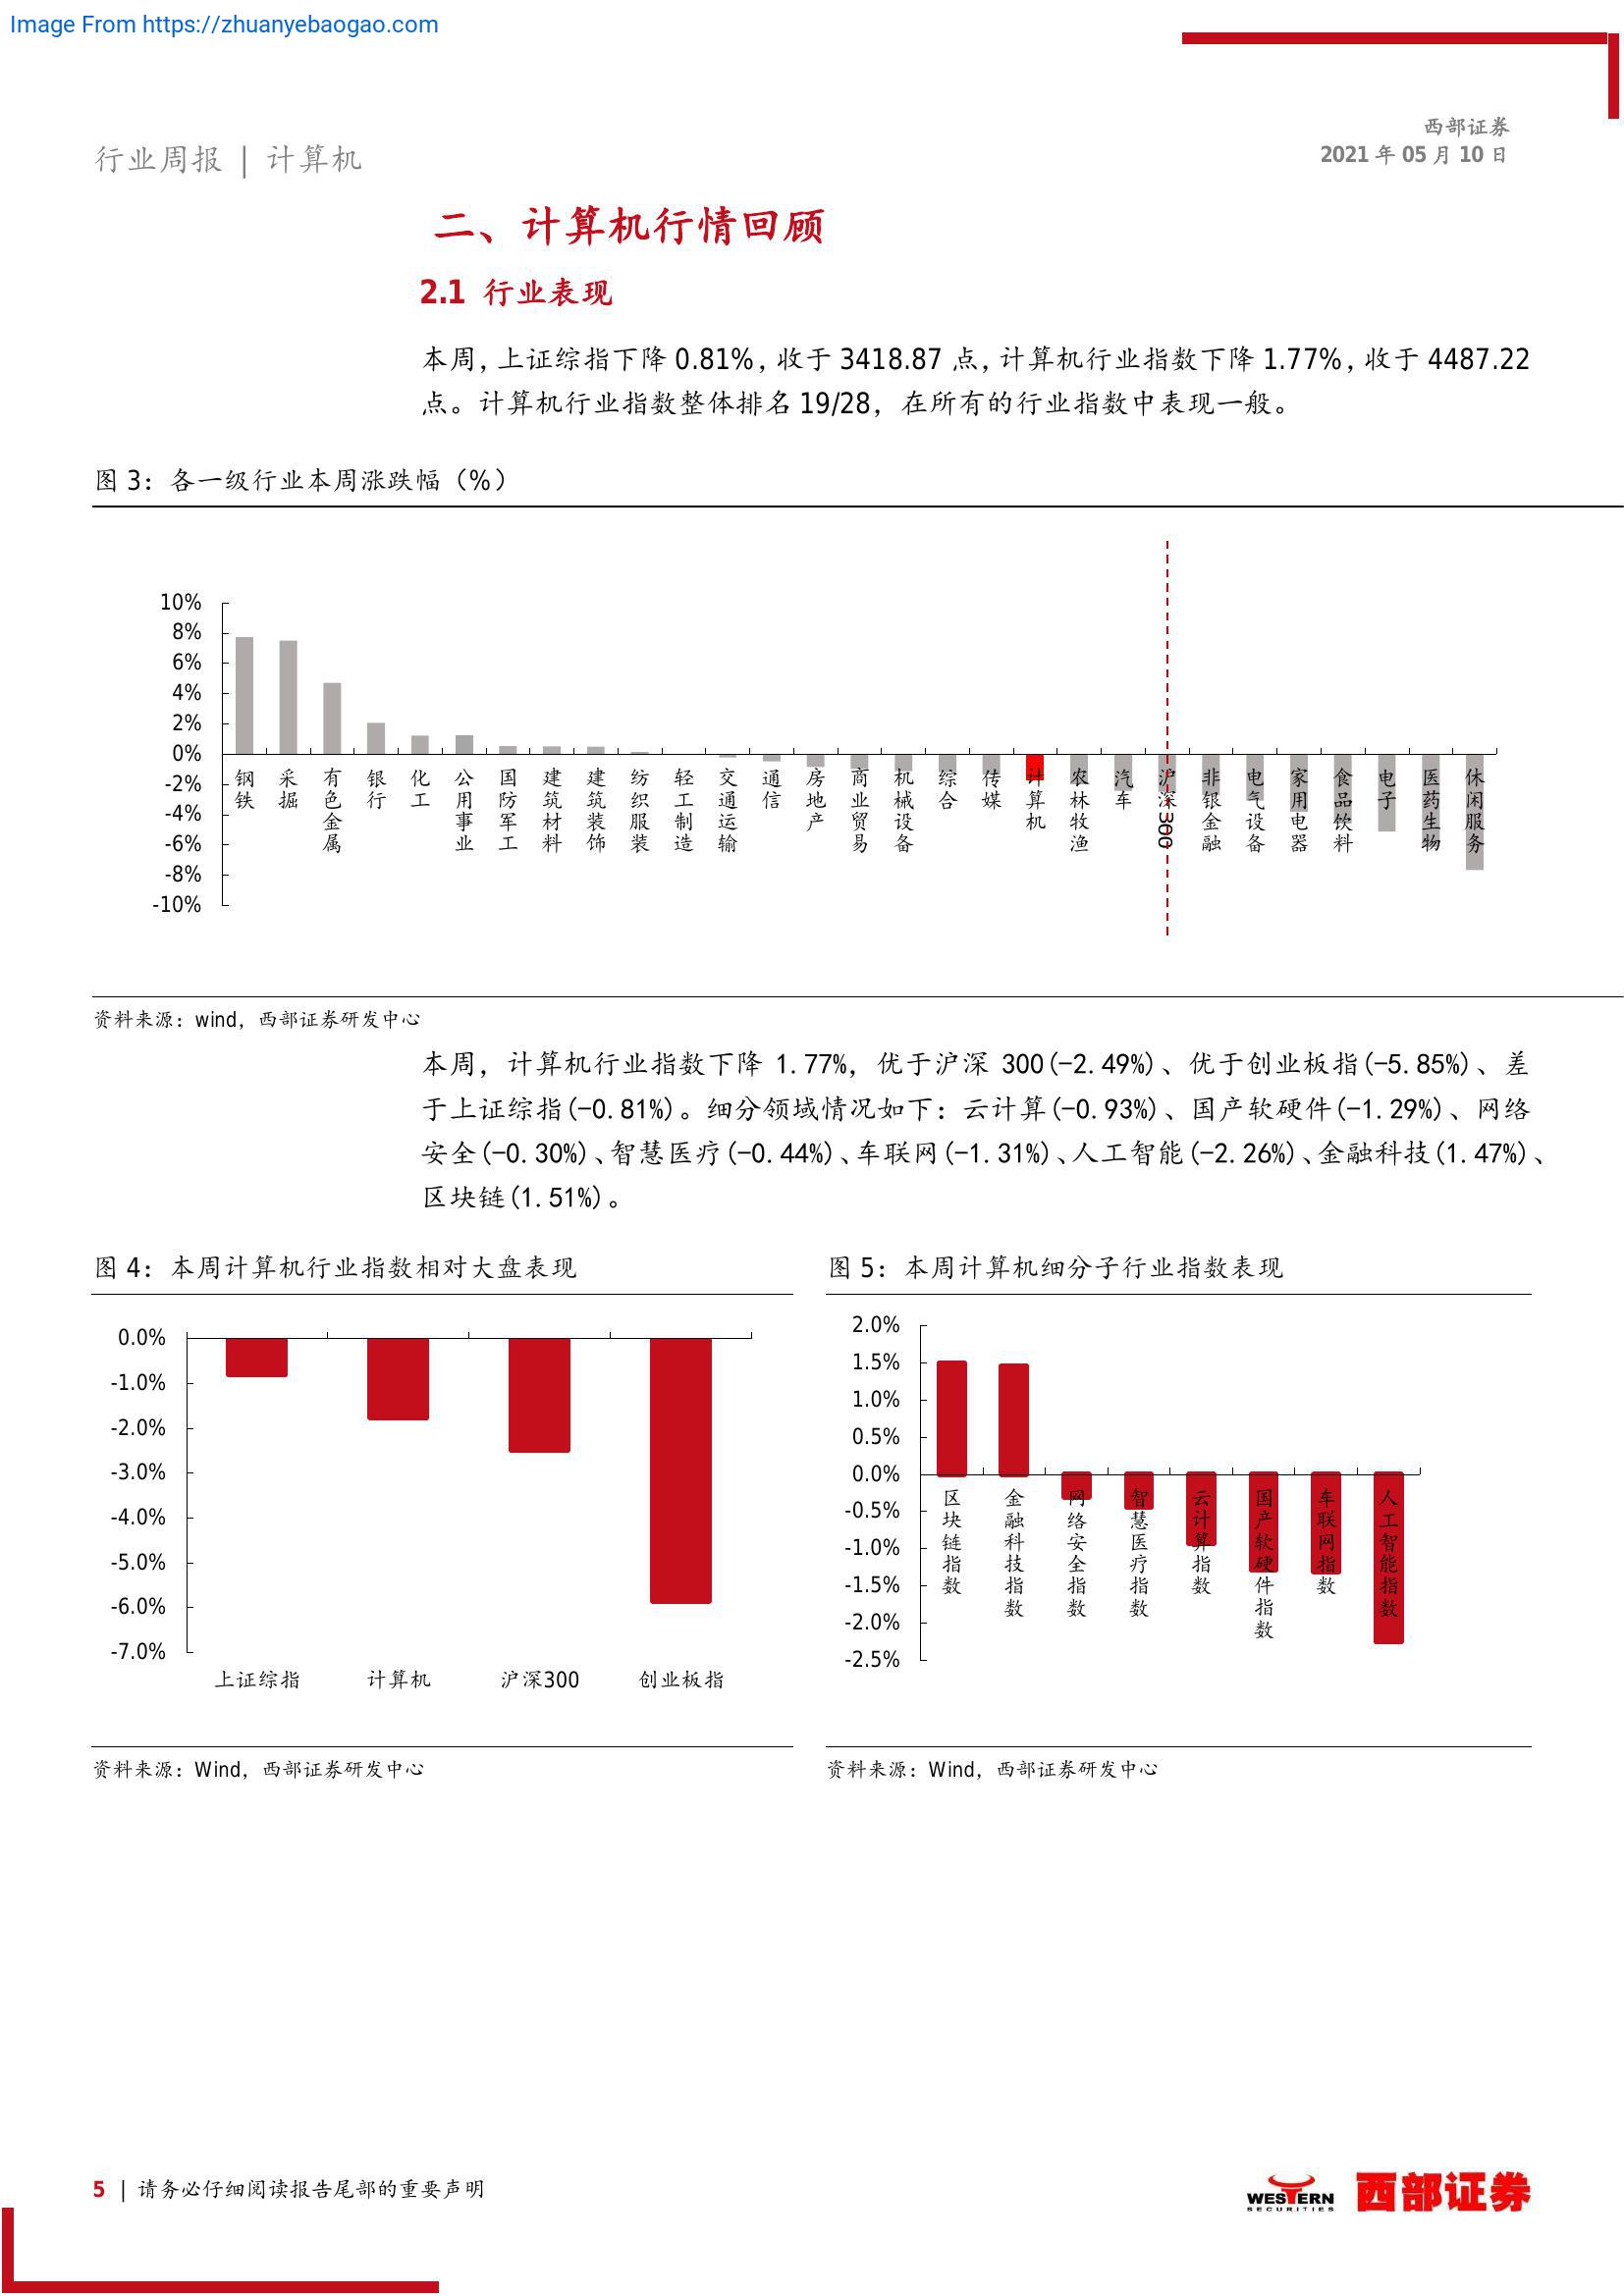 Image From https://zhuanyebaogao.com
西部证券
2021 年 05 月 10 日
行业周报 | 计算机
二、计算机行情回顾
2.1 行业表现
本周，上证综指下降 0.81%，收于 3418.87 点，计算机行业指数下降 1.77%，收于 4487.22
点。计算机行业指数整体排名 19/28，在所有的行业指数中表现一般。
图 3：各一级行业本周涨跌幅（%）
10%
8%
6%
4%
2%
0%
-2%
-4%
-6%
-8%
-10%
钢铁
采掘
有色金属
银行
化工
公用事业
国防军工
建筑材料
建筑装饰
纺织服装
轻工制造
交通运输
通信
房地产
商业贸易
机械设备
综合
传媒
计算机
农林牧渔
汽车
沪深300
非银金融
电气设备
家用电器
食品饮料
电子
医药生物
休闲服务
资料来源：wind，西部证券研发中心
本周，计算机行业指数下降 1.77%，优于沪深 300(-2.49%)、优于创业板指(-5.85%)、差
于上证综指(-0.81%)。细分领域情况如下：云计算(-0.93%)、国产软硬件(-1.29%)、网络
安全(-0.30%)、智慧医疗(-0.44%)、车联网(-1.31%)、人工智能(-2.26%)、金融科技(1.47%)、
区块链(1.51%)。
图 4：本周计算机行业指数相对大盘表现
0.0%
-1.0%
-2.0%
-3.0%
-4.0%
-5.0%
-6.0%
-7.0%
上证综指
计算机
沪深300
创业板指
资料来源：Wind，西部证券研发中心
图 5：本周计算机细分子行业指数表现
2.0%
1.5%
1.0%
0.5%
0.0%
-0.5%
-1.0%
-1.5%
-2.0%
-2.5%
区块链指数
金融科技指数
网络安全指数
智慧医疗指数
云计算指数
国产软硬件指数
车联网指数
人工智能指数
资料来源：Wind，西部证券研发中心
5 | 请务必仔细阅读报告尾部的重要声明
WESTERN
SECURITIES
西部证券